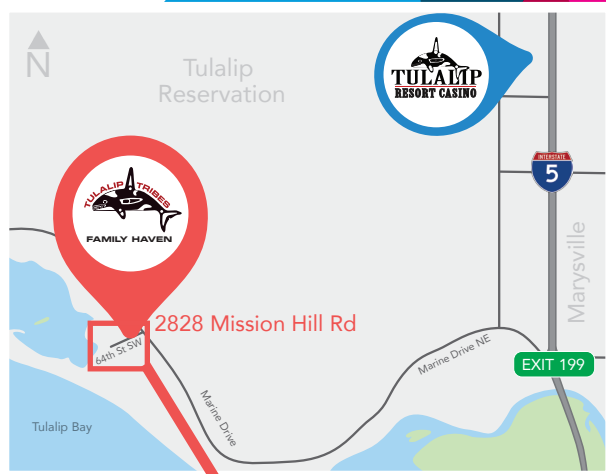 N
Tulalip
Reservation
TULALIP
RESORT CASINO
INTERSTATE
5
TULALIP TRIBES
FAMILY HAVEN
Marysville
2828 Mission Hill Rd
64th St SW
Marine Drive NE
EXIT 199
Marine Drive
Tulalip Bay